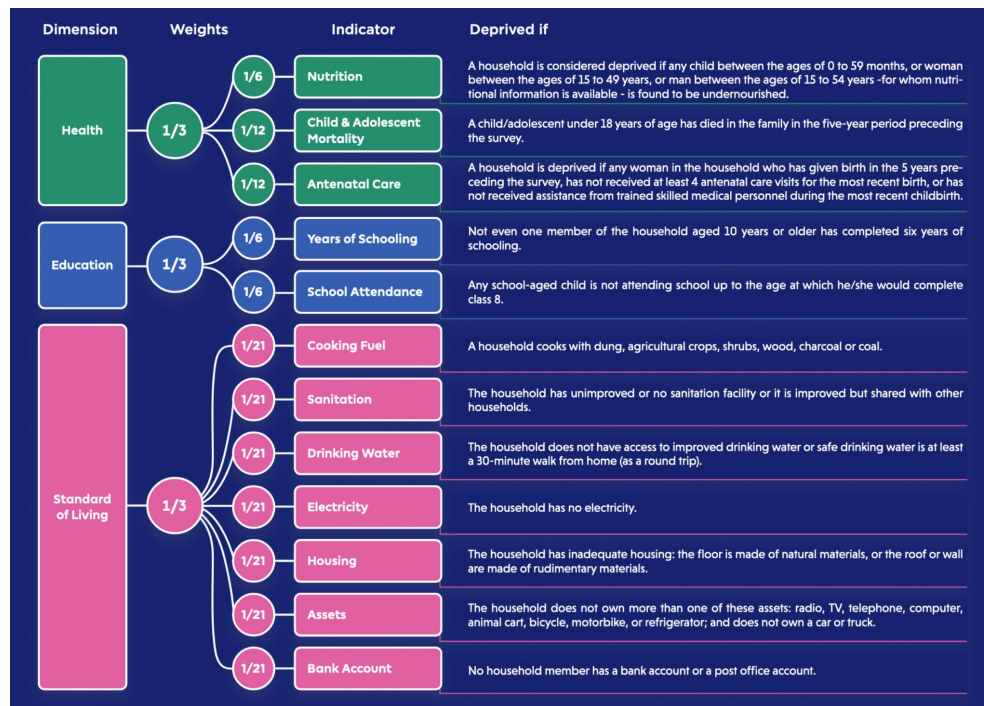 Dimension Weights Indicator Deprived if
Health
1/3
1/6
Nutrition
A household is considered deprived if any child between the ages of 0 to 59 months, or woman
between the ages of 15 to 49 years, or man between the ages of 15 to 54 years -for whom nutri-
tional information is available - is found to be undernourished.
1/12
Child & Adolescent
Mortality
A child/adolescent under 18 years of age has died in the family in the five-year period preceding
the survey.
1/12
Antenatal Care
A household is deprived if any woman in the household who has given birth in the 5 years pre-
ceding the survey, has not received at least 4 antenatal care visits for the most recent birth, or has
not received assistance from trained skilled medical personnel during the most recent childbirth.
Education
1/3
1/6
Years of Schooling
Not even one member of the household aged 10 years or older has completed six years of
schooling.
1/6
School Attendance
Any school-aged child is not attending school up to the age at which he/she would complete
class 8.
Standard
of Living
1/3
1/21
Cooking Fuel
A household cooks with dung, agricultural crops, shrubs, wood, charcoal or coal.
1/21
Sanitation
The household has unimproved or no sanitation facility or it is improved but shared with other
households.
1/21
Drinking Water
The household does not have access to improved drinking water or safe drinking water is at least
a 30-minute walk from home (as a round trip).
1/21
Electricity
The household has no electricity.
1/21
Housing
The household has inadequate housing: the floor is made of natural materials, or the roof or wall
are made of rudimentary materials.
1/21
Assets
The household does not own more than one of these assets: radio, TV, telephone, computer,
animal cart, bicycle, motorbike, or refrigerator; and does not own a car or truck.
1/21
Bank Account
No household member has a bank account or a post office account.